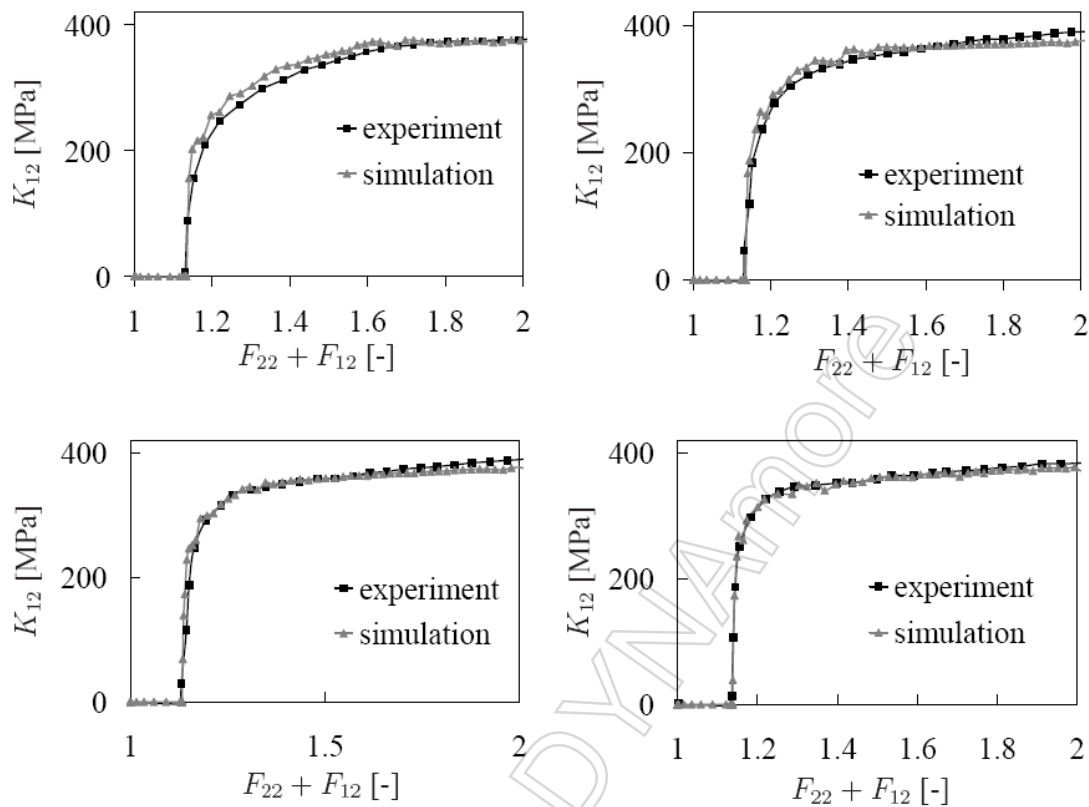 400
200
0
K12 [MPa]
experiment
simulation
1 1.2 1.4 1.6 1.8 2
F22 + F12 [-]
400
200
0
K12 [MPa]
experiment
simulation
1 1.2 1.4 1.6 1.8 2
F22 + F12 [-]
400
200
0
K12 [MPa]
experiment
simulation
1 1.5 2
F22 + F12 [-]
400
200
0
K12 [MPa]
experiment
simulation
1 1.2 1.4 1.6 1.8 2
F22 + F12 [-]
DYNAmore